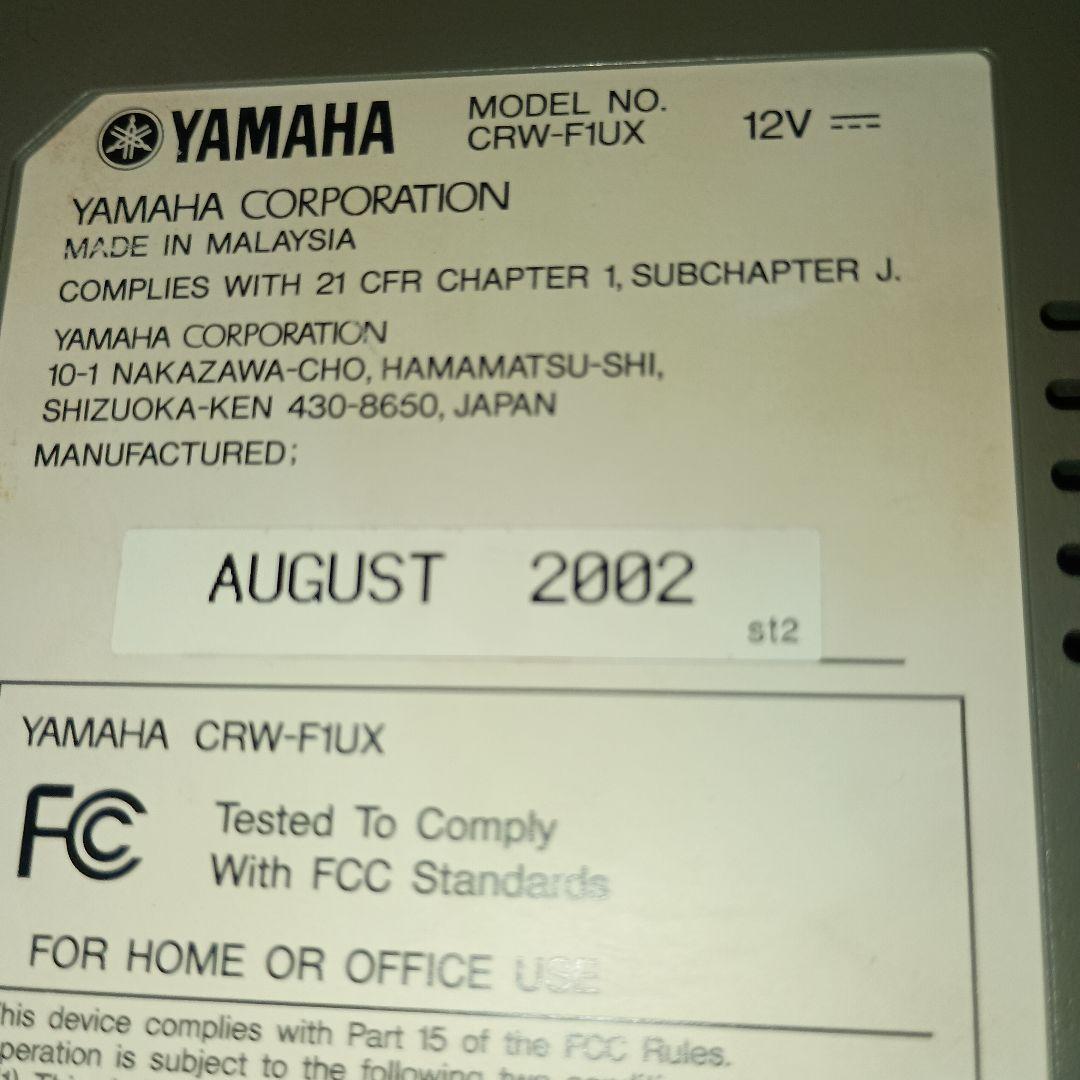 YAMAHA MODEL NO. 12V
CRW-F1UX
YAMAHA CORPORATION
MADE IN MALAYSIA
COMPLIES WITH 21 CFR CHAPTER 1, SUBCHAPTER J.
YAMAHA CORPORATION
10-1 NAKAZAWA-CHO, HAMAMATSU-SHI,
SHIZUOKA-KEN 430-8650, JAPAN
MANUFACTURED;
AUGUST 2002
st2
YAMAHA CRW-F1UX
FC Tested To Comply
With FCC Standards
FOR HOME OR OFFICE USE
This device complies with Part 15 of the FCC Rules.
Operation is subject to the following two